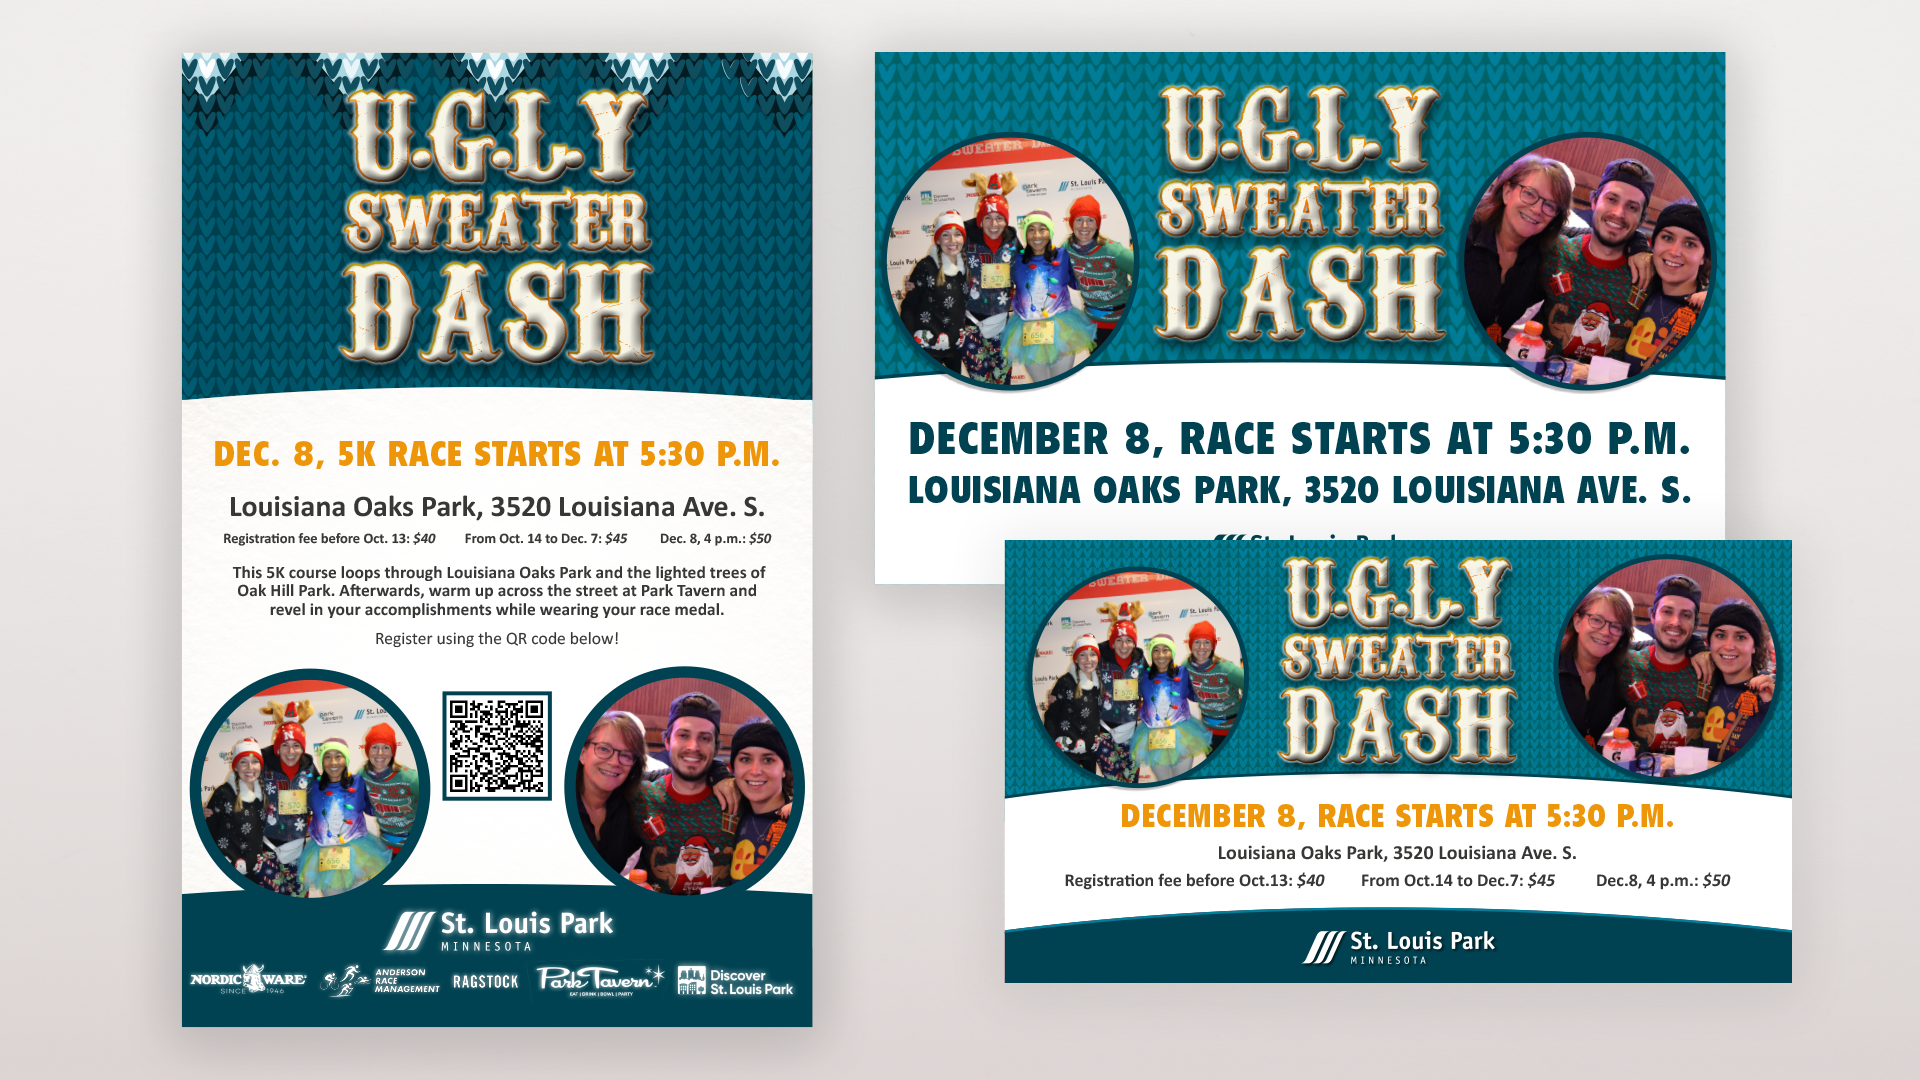 U.G.L.Y
SWEATER
DASH
DEC. 8, 5K RACE STARTS AT 5:30 P.M.
Louisiana Oaks Park, 3520 Louisiana Ave. S.
Registration fee before Oct. 13: $40 From Oct. 14 to Dec. 7: $45 Dec. 8, 4 p.m.: $50
This 5K course loops through Louisiana Oaks Park and the lighted trees of
Oak Hill Park. Afterwards, warm up across the street at Park Tavern and
revel in your accomplishments while wearing your race medal.
Register using the QR code below!
St. Louis Park
MINNESOTA
NORDIC WARE
SINCE 1946
ANDERSON
RACE
MANAGEMENT
RAGSTOCK
Park Tavern
EAT | DRINK | BOWL | PARTY
Discover
St. Louis Park
U.G.L.Y
SWEATER
DASH
DECEMBER 8, RACE STARTS AT 5:30 P.M.
LOUISIANA OAKS PARK, 3520 LOUISIANA AVE. S.
St. Louis Park
U.G.L.Y
SWEATER
DASH
DECEMBER 8, RACE STARTS AT 5:30 P.M.
Louisiana Oaks Park, 3520 Louisiana Ave. S.
Registration fee before Oct.13: $40 From Oct.14 to Dec.7: $45 Dec.8, 4 p.m.: $50
St. Louis Park
MINNESOTA